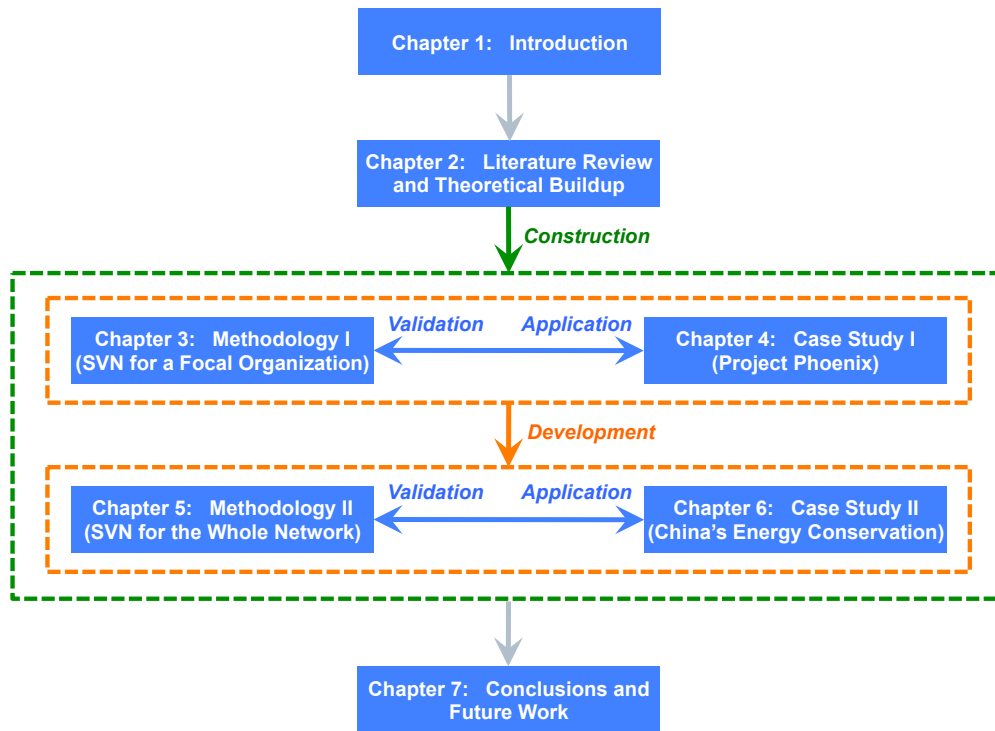 Chapter 1: Introduction
Chapter 2: Literature Review
and Theoretical Buildup
Construction
Chapter 3: Methodology I
(SVN for a Focal Organization)
Validation
Application
Chapter 4: Case Study I
(Project Phoenix)
Development
Chapter 5: Methodology II
(SVN for the Whole Network)
Validation
Application
Chapter 6: Case Study II
(China's Energy Conservation)
Chapter 7: Conclusions and
Future Work